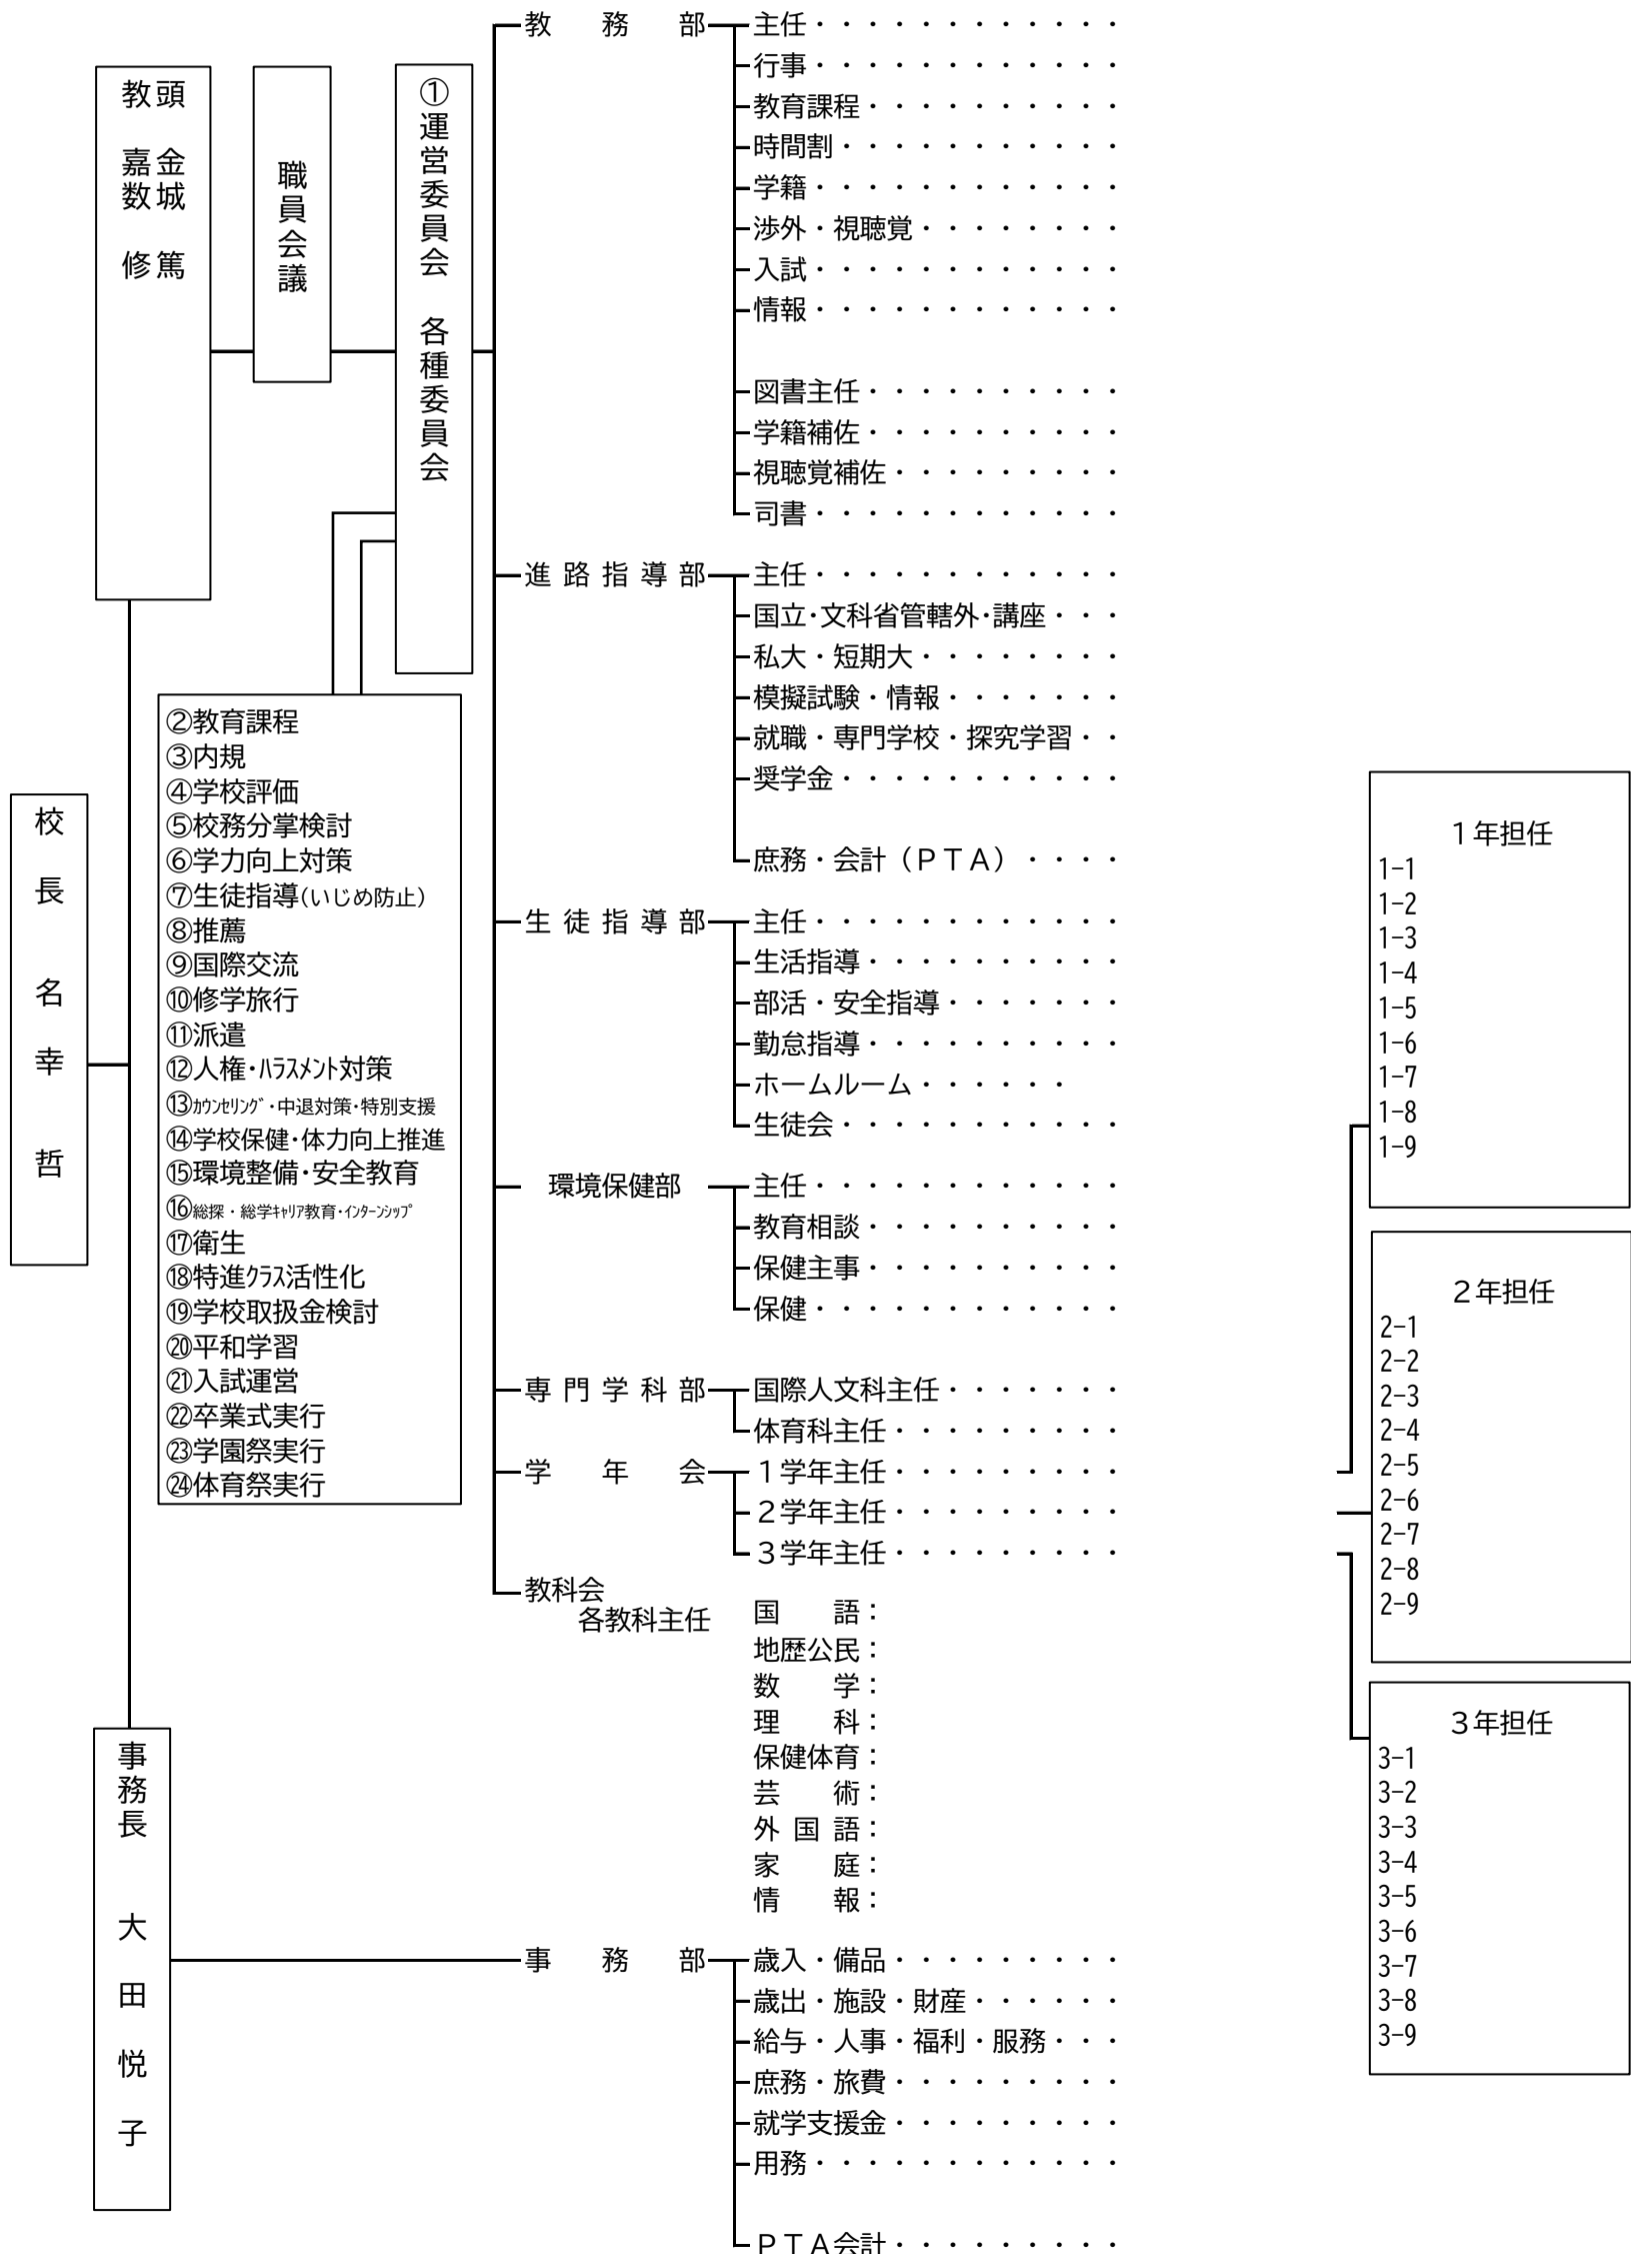 校長　名幸　哲
教頭　金城　篤
嘉数　修
職員会議
①運営委員会　各種委員会
②教育課程
③内規
④学校評価
⑤校務分掌検討
⑥学力向上対策
⑦生徒指導(いじめ防止)
⑧推薦
⑨国際交流
⑩修学旅行
⑪派遣
⑫人権・ﾊﾗｽﾒﾝﾄ対策
⑬ｶｳﾝｾﾘﾝｸﾞ・中退対策・特別支援
⑭学校保健・体力向上推進
⑮環境整備・安全教育
⑯総探・総学ｷｬﾘｱ教育・ｲﾝﾀｰﾝｼｯﾌﾟ
⑰衛生
⑱特進ｸﾗｽ活性化
⑲学校取扱金検討
⑳平和学習
㉑入試運営
㉒卒業式実行
㉓学園祭実行
㉔体育祭実行
事務長　大田悦子
教務部
主任・・・・・・・・・・・・
行事・・・・・・・・・・・・
教育課程・・・・・・・・・・
時間割・・・・・・・・・・・
学籍・・・・・・・・・・・・
渉外・視聴覚・・・・・・・・
入試・・・・・・・・・・・・
情報・・・・・・・・・・・・
図書主任・・・・・・・・・・
学籍補佐・・・・・・・・・・
視聴覚補佐・・・・・・・・・
司書・・・・・・・・・・・・
進路指導部
主任・・・・・・・・・・・・
国立・文科省管轄外・講座・・・
私大・短期大・・・・・・・・
模擬試験・情報・・・・・・・
就職・専門学校・探究学習・・
奨学金・・・・・・・・・・・
庶務・会計（ＰＴＡ）・・・・
生徒指導部
主任・・・・・・・・・・・・
生活指導・・・・・・・・・・
部活・安全指導・・・・・・・
勤怠指導・・・・・・・・・・
ホームルーム・・・・・・
生徒会・・・・・・・・・・・
環境保健部
主任・・・・・・・・・・・・
教育相談・・・・・・・・・・
保健主事・・・・・・・・・・
保健・・・・・・・・・・・・
専門学科部
国際人文科主任・・・・・・・
体育科主任・・・・・・・・・
学年会
１学年主任・・・・・・・・・
２学年主任・・・・・・・・・
３学年主任・・・・・・・・・
教科会
各教科主任
国　　語：
地歴公民：
数　　学：
理　　科：
保健体育：
芸　　術：
外 国 語：
家　　庭：
情　　報：
事務部
歳入・備品・・・・・・・・・
歳出・施設・財産・・・・・・
給与・人事・福利・服務・・・
庶務・旅費・・・・・・・・・
就学支援金・・・・・・・・・
用務・・・・・・・・・・・・
ＰＴＡ会計・・・・・・・・・
１年担任
1-1
1-2
1-3
1-4
1-5
1-6
1-7
1-8
1-9
２年担任
2-1
2-2
2-3
2-4
2-5
2-6
2-7
2-8
2-9
３年担任
3-1
3-2
3-3
3-4
3-5
3-6
3-7
3-8
3-9